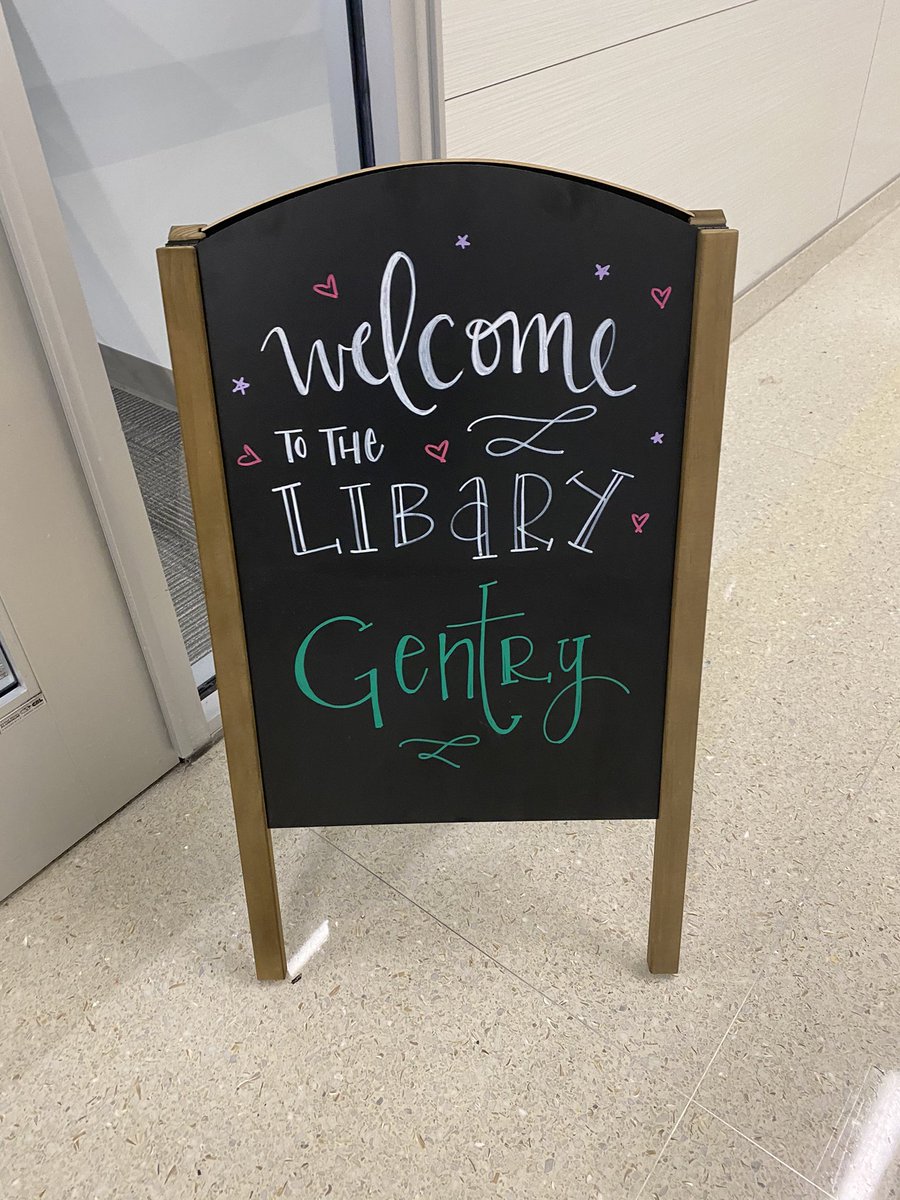 welcome
TO THE
LIBARY
Gentry